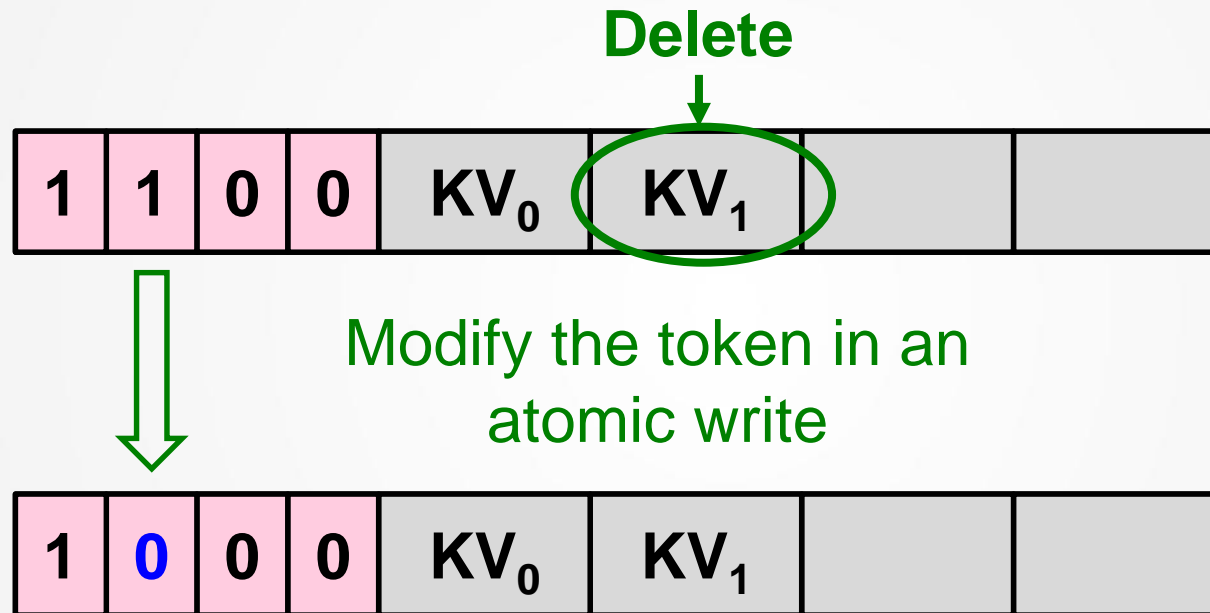 Delete
1 1 0 0 KV₀ KV₁
Modify the token in an
atomic write
1 0 0 0 KV₀ KV₁